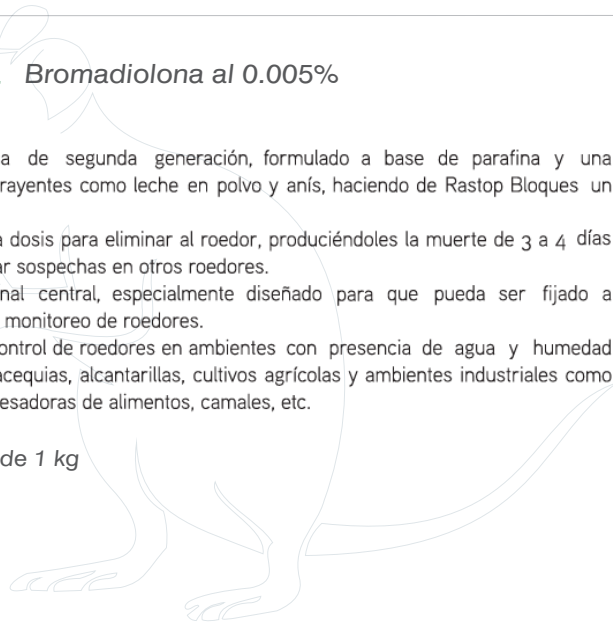 Bromadiolona al 0.005%
a de segunda generación, formulado a base de parafina y una
rayentes como leche en polvo y anís, haciendo de Rastop Bloques un
a dosis para eliminar al roedor, produciéndoles la muerte de 3 a 4 días
ar sospechas en otros roedores.
nal central, especialmente diseñado para que pueda ser fijado a
monitoreo de roedores.
ontrol de roedores en ambientes con presencia de agua y humedad
acequias, alcantarillas, cultivos agrícolas y ambientes industriales como
esadoras de alimentos, camales, etc.
de 1 kg